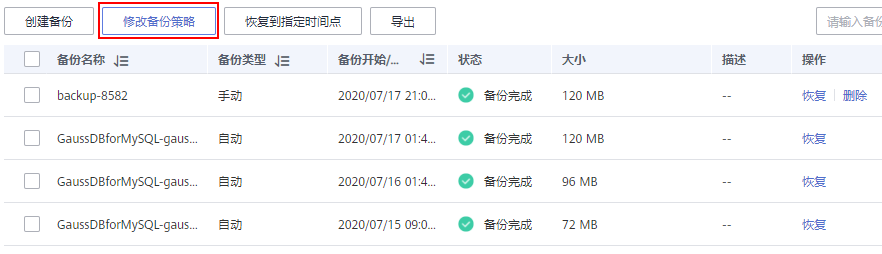 创建备份 修改备份策略 恢复到指定时间点 导出 请输入备份
备份名称 备份类型 备份开始/... 状态 大小 描述 操作
backup-8582 手动 2020/07/17 21:0... 备份完成 120 MB -- 恢复 删除
GaussDBforMySQL-gaus... 自动 2020/07/17 01:4... 备份完成 120 MB -- 恢复
GaussDBforMySQL-gaus... 自动 2020/07/16 01:4... 备份完成 96 MB -- 恢复
GaussDBforMySQL-gaus... 自动 2020/07/15 09:0... 备份完成 72 MB -- 恢复